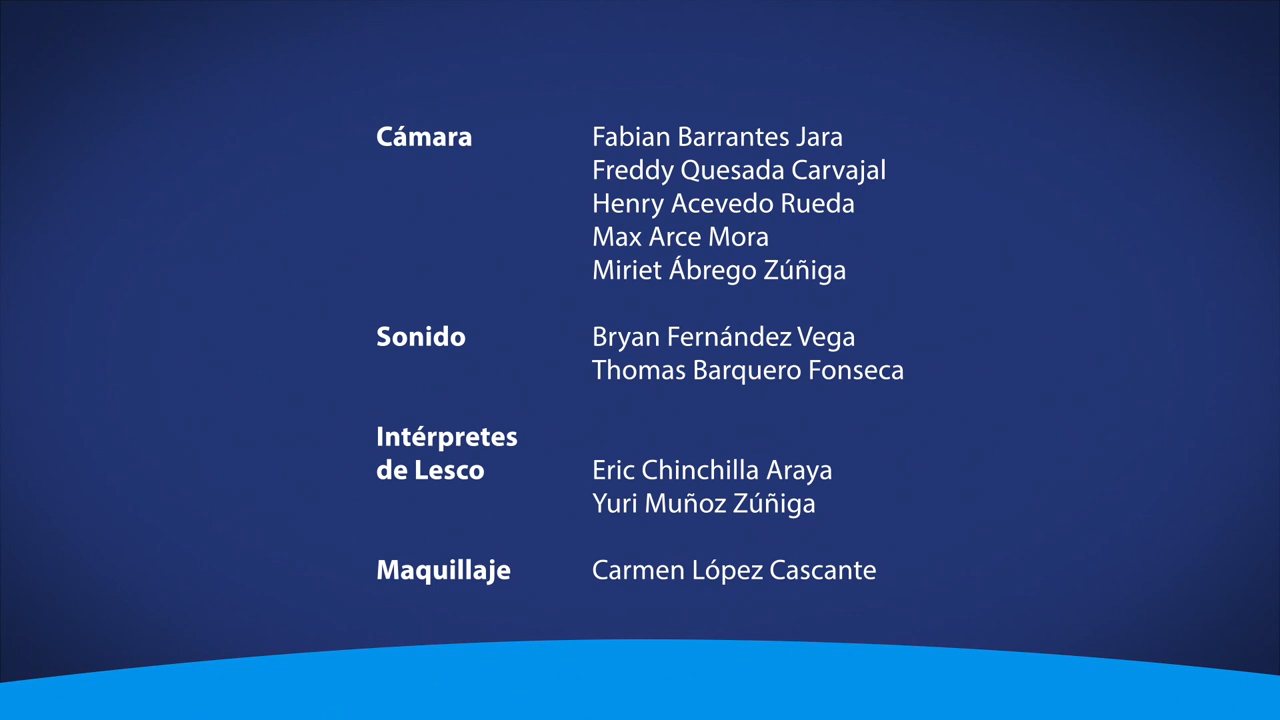 Cámara Fabian Barrantes Jara
Freddy Quesada Carvajal
Henry Acevedo Rueda
Max Arce Mora
Miriet Ábrego Zúñiga
Sonido Bryan Fernández Vega
Thomas Barquero Fonseca
Intérpretes
de Lesco Eric Chinchilla Araya
Yuri Muñoz Zúñiga
Maquillaje Carmen López Cascante